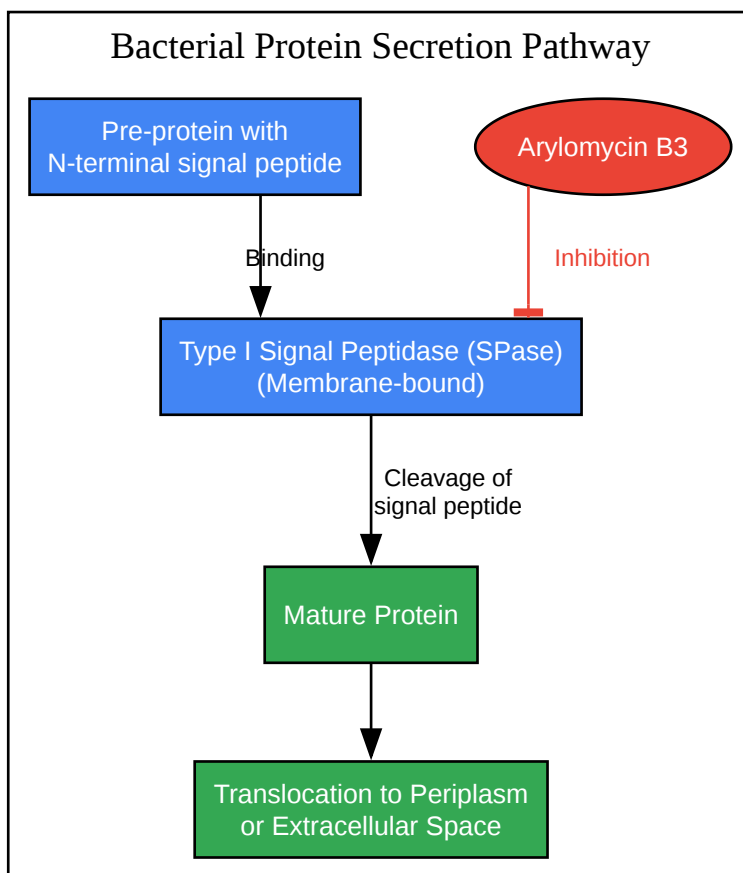 Bacterial Protein Secretion Pathway
Pre-protein with
N-terminal signal peptide
Arylomycin B3
Binding
Inhibition
Type I Signal Peptidase (SPase)
(Membrane-bound)
Cleavage of
signal peptide
Mature Protein
Translocation to Periplasm
or Extracellular Space